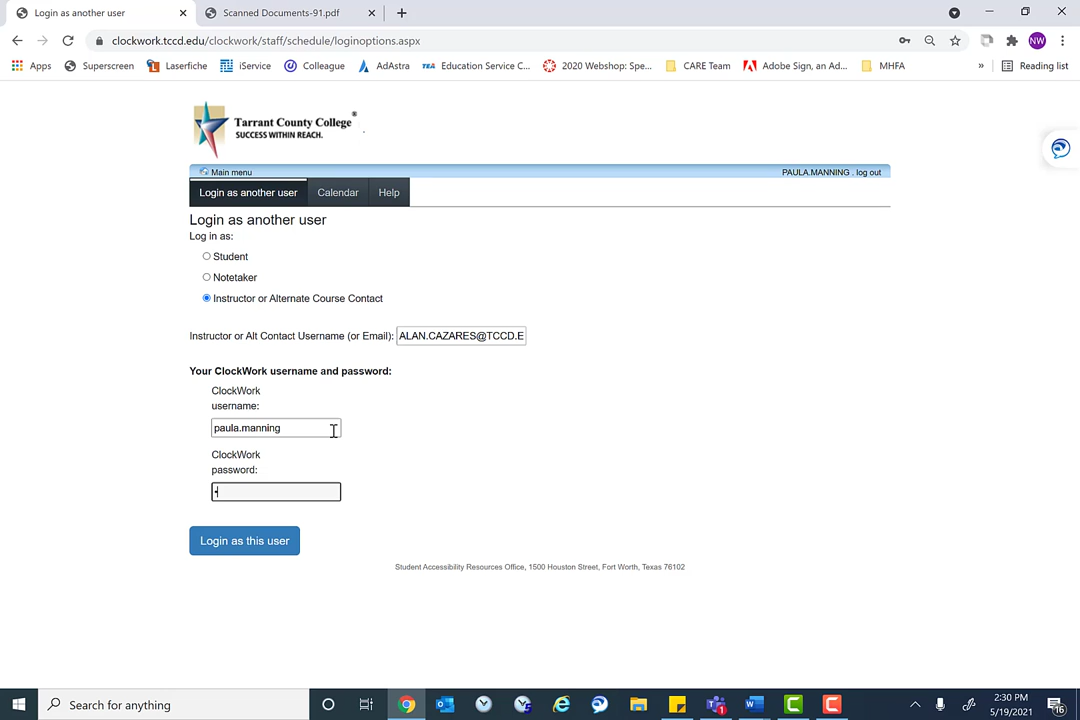 Login as another user
Scanned Documents-91.pdf
clockwork.tccd.edu/clockwork/staff/schedule/loginoptions.aspx
NW
Apps
Superscreen
Laserfiche
iService
Colleague
AdAstra
TEA Education Service C...
2020 Webshop: Spe...
CARE Team
Adobe Sign, an Ad...
MHFA
»
Reading list
Tarrant County College®
SUCCESS WITHIN REACH.
Main menu
PAULA.MANNING . log out
Login as another user
Calendar
Help
Login as another user
Log in as:
Student
Notetaker
Instructor or Alternate Course Contact
Instructor or Alt Contact Username (or Email): ALAN.CAZARES@TCCD.E
Your ClockWork username and password:
ClockWork
username:
paula.manning
ClockWork
password:
Login as this user
Student Accessibility Resources Office, 1500 Houston Street, Fort Worth, Texas 76102
Search for anything
2:30 PM
5/19/2021
16